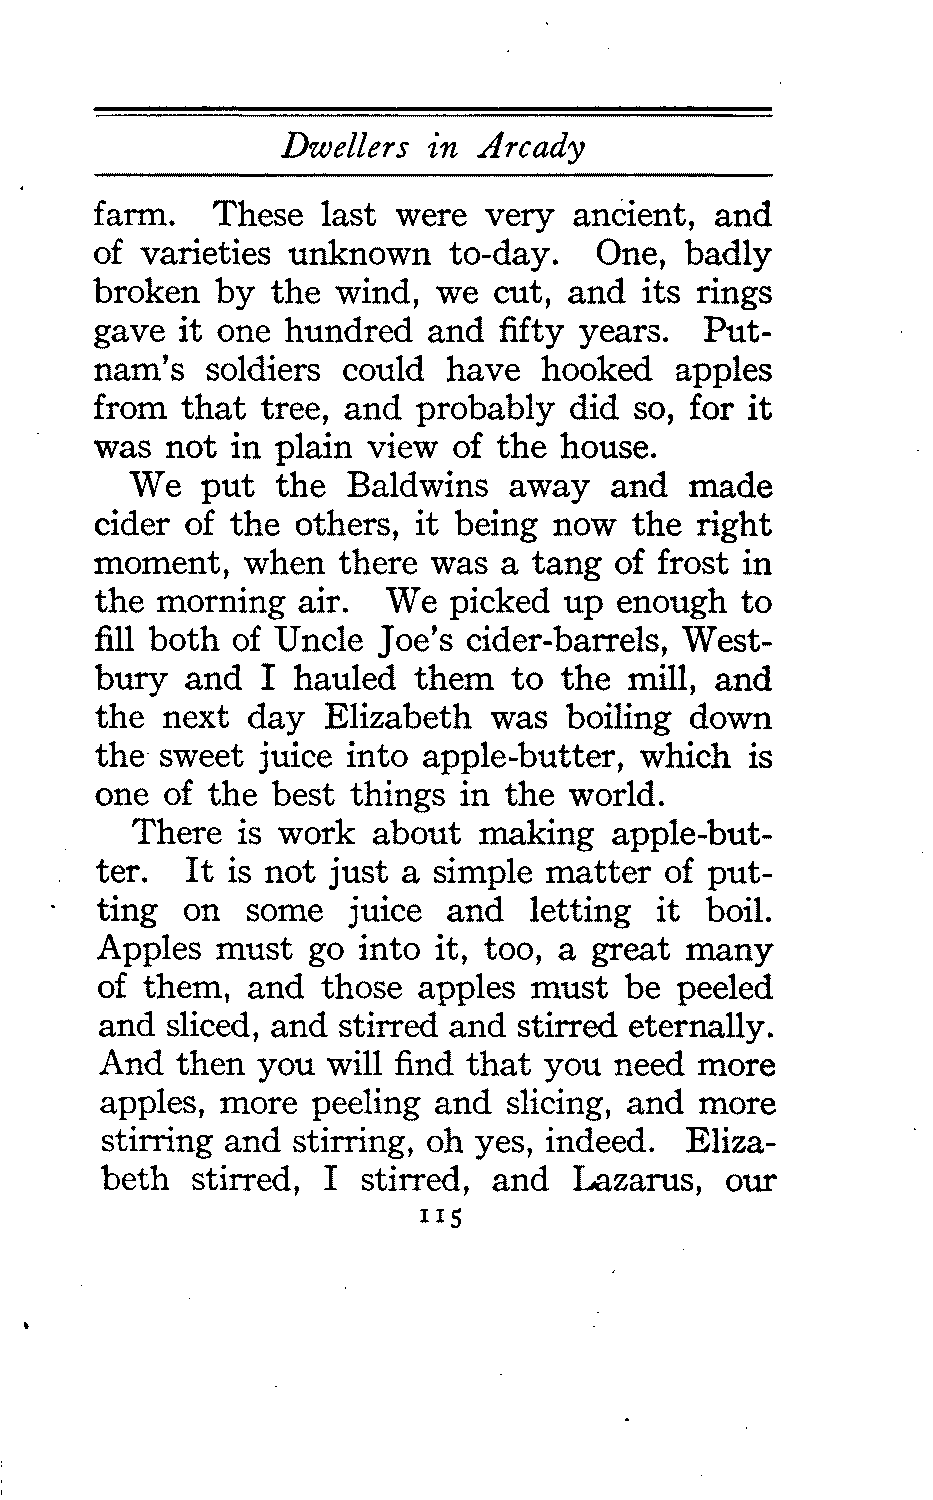 Dwellers in Arcady
farm. These last were very ancient, and
of varieties unknown to-day. One, badly
broken by the wind, we cut, and its rings
gave it one hundred and fifty years. Put-
nam's soldiers could have hooked apples
from that tree, and probably did so, for it
was not in plain view of the house.
We put the Baldwins away and made
cider of the others, it being now the right
moment, when there was a tang of frost in
the morning air. We picked up enough to
fill both of Uncle Joe's cider-barrels, West-
bury and I hauled them to the mill, and
the next day Elizabeth was boiling down
the sweet juice into apple-butter, which is
one of the best things in the world.
There is work about making apple-but-
ter. It is not just a simple matter of put-
ting on some juice and letting it boil.
Apples must go into it, too, a great many
of them, and those apples must be peeled
and sliced, and stirred and stirred eternally.
And then you will find that you need more
apples, more peeling and slicing, and more
stirring and stirring, oh yes, indeed. Eliza-
beth stirred, I stirred, and Lazarus, our
115